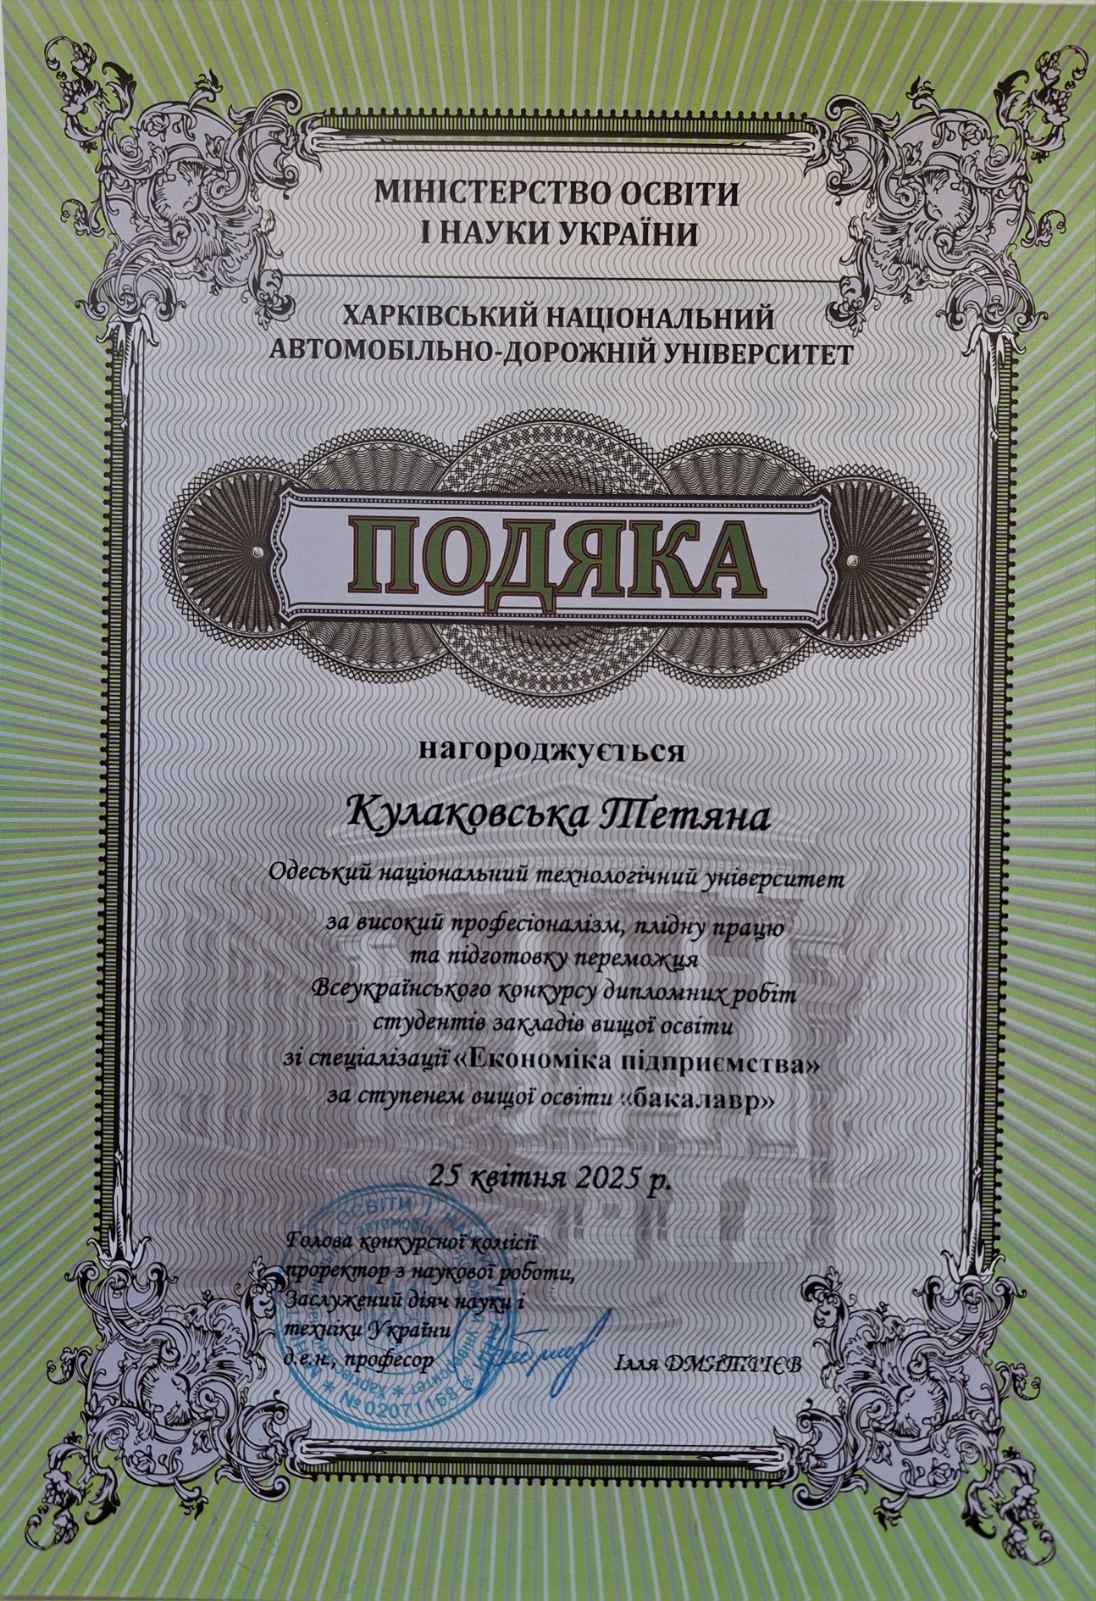 МІНІСТЕРСТВО ОСВІТИ
І НАУКИ УКРАЇНИ
ХАРКІВСЬКИЙ НАЦІОНАЛЬНИЙ
АВТОМОБІЛЬНО-ДОРОЖНІЙ УНІВЕРСИТЕТ
ПОДЯКА
нагороджується
Кулаковська Тетяна
Одеський національний технологічний університет
за високий професіоналізм, плідну працю
та підготовку переможця
Всеукраїнського конкурсу дипломних робіт
студентів закладів вищої освіти
зі спеціалізації «Економіка підприємства»
за ступенем вищої освіти «бакалавр»
25 квітня 2025 р.
Голова конкурсної комісії
проректор з наукової роботи,
Заслужений діяч науки і
техніки України
д.е.н., професор
Ілля ДМИТРІЄВ
ОСВІТИ І
№ 02071168